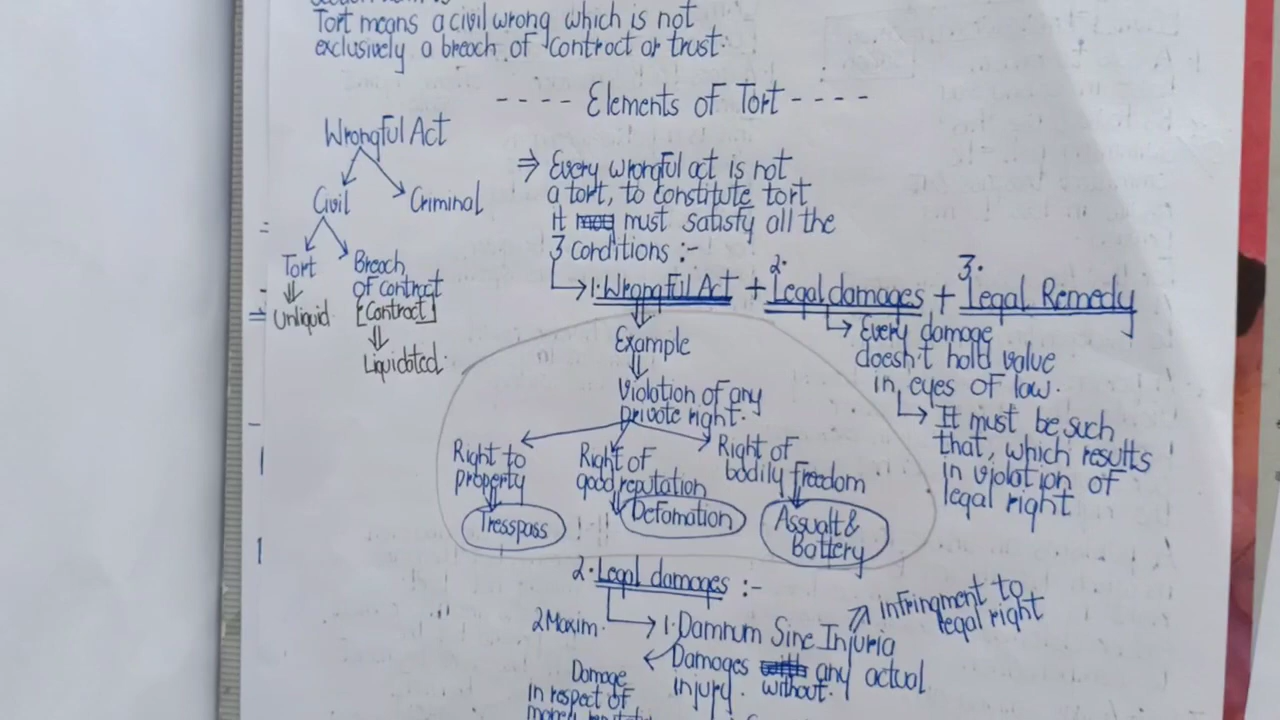 Tort means a civil wrong which is not
exclusively a breach of contract or trust.
---- Elements of Tort ----
Wrongful Act
Civil
Criminal
Tort
Breach
of contract
[Contract]
Unliquid
Liquidated.
⇒ Every wrongful act is not
a tort, to constitute tort
it must satisfy all the
3 conditions :-
1. Wrongful Act + 2. Legal damages + 3. Legal Remedy
Example
Violation of any
private right.
Right to
property
Tresspass
Right of
good reputation
Defamation
Right of
bodily freedom
Assualt &
Battery
Every damage
doesn't hold value
in eyes of law.
It must be such
that, which results
in violation of
legal right
2. Legal damages :-
2 Maxim.
1. Damnum Sine Injuria
infringment to
legal right
Damages any actual
injury. without.
Damage
in respect of